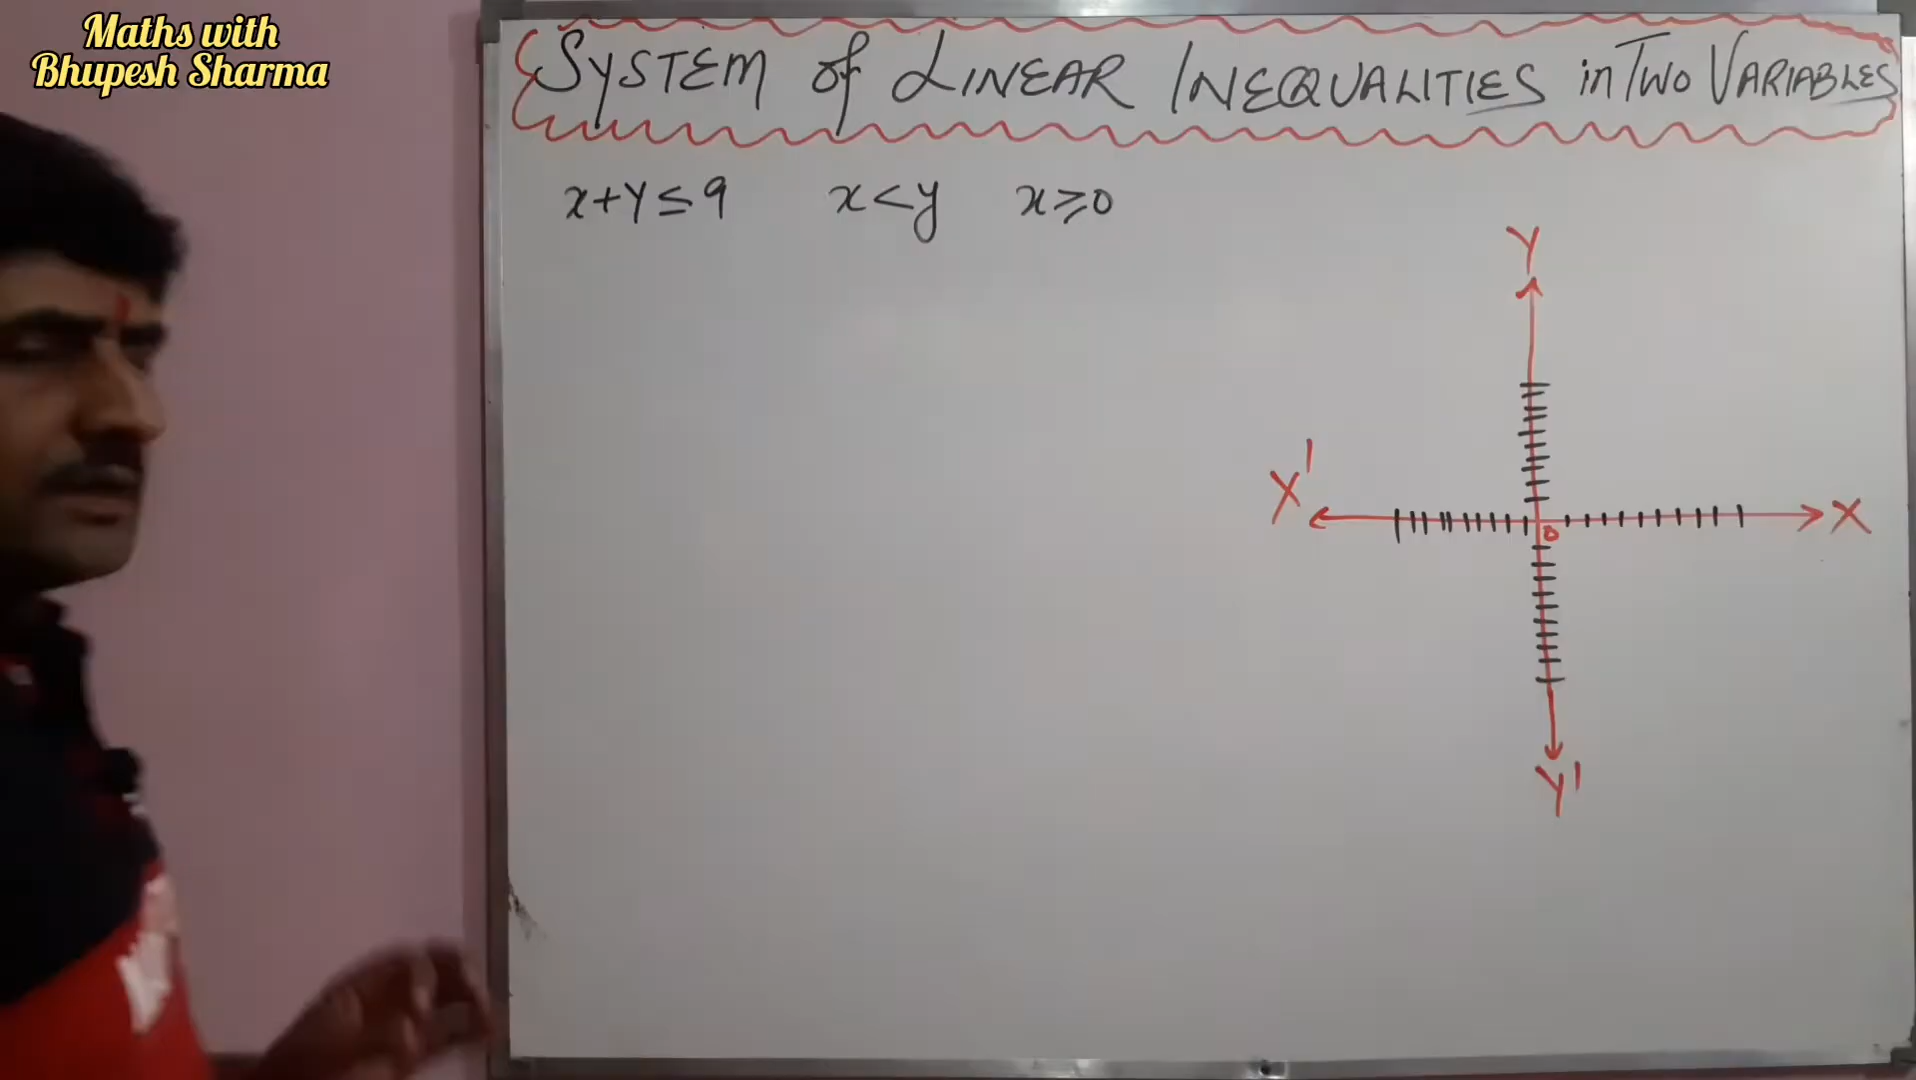 Maths with
Bhupesh Sharma
SYSTEM of LINEAR INEQUALITIES in TWO VARIABLES
x+y≤9 x<y x≥0
Y
X'
0
X
Y'